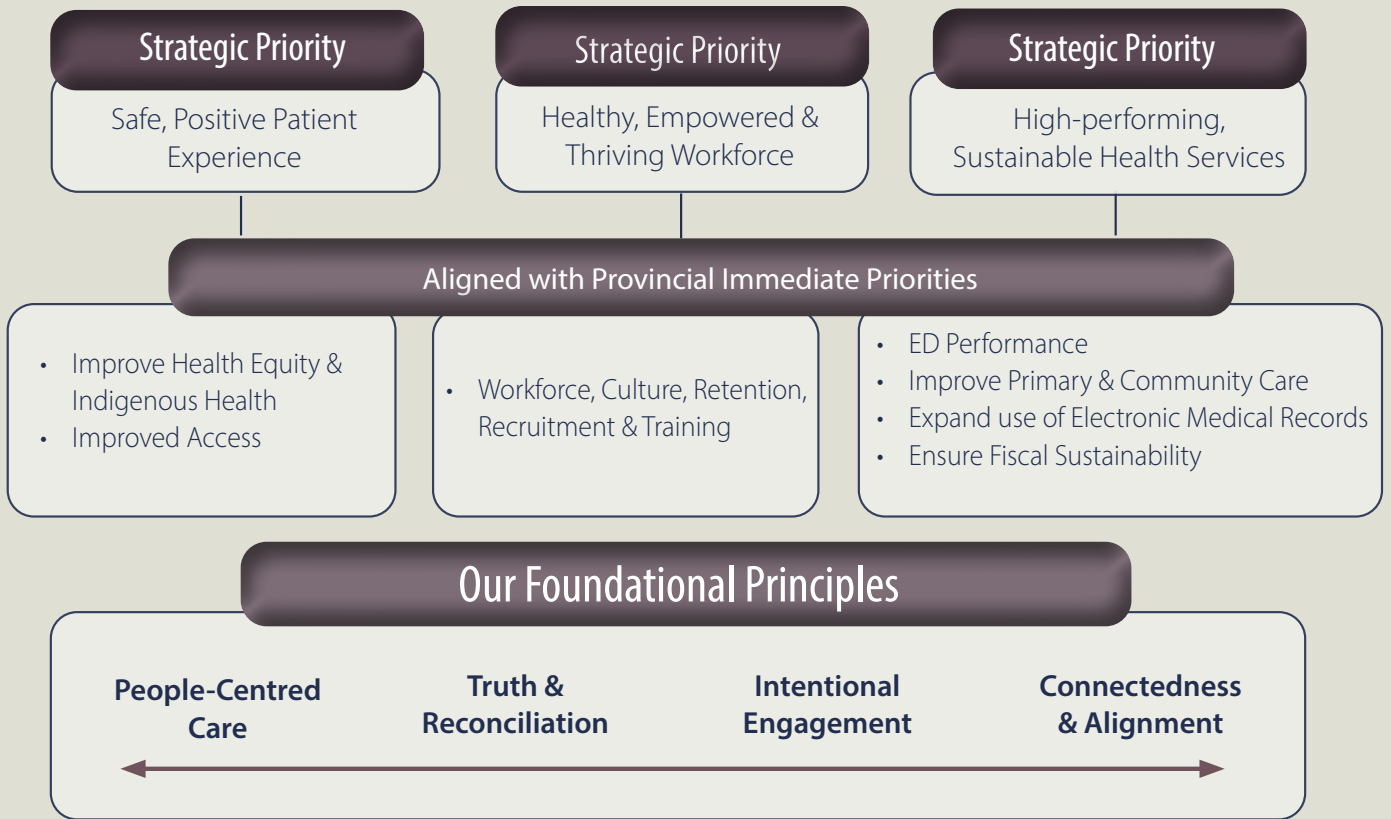 Strategic Priority
Safe, Positive Patient
Experience
Strategic Priority
Healthy, Empowered &
Thriving Workforce
Strategic Priority
High-performing,
Sustainable Health Services
Aligned with Provincial Immediate Priorities
• Improve Health Equity &
Indigenous Health
• Improved Access
• Workforce, Culture, Retention,
Recruitment & Training
• ED Performance
• Improve Primary & Community Care
• Expand use of Electronic Medical Records
• Ensure Fiscal Sustainability
Our Foundational Principles
People-Centred
Care
Truth &
Reconciliation
Intentional
Engagement
Connectedness
& Alignment